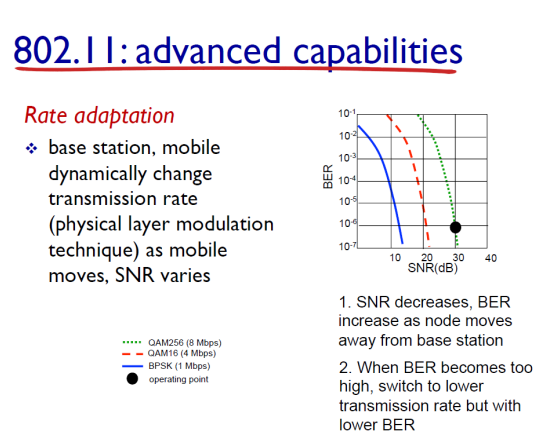 802.11: advanced capabilities
Rate adaptation
❖ base station, mobile
dynamically change
transmission rate
(physical layer modulation
technique) as mobile
moves, SNR varies
QAM256 (8 Mbps)
QAM16 (4 Mbps)
BPSK (1 Mbps)
operating point
10-1
10-2
10-3
10-4
10-5
10-6
10-7
BER
10 20 30 40
SNR(dB)
1. SNR decreases, BER
increase as node moves
away from base station
2. When BER becomes too
high, switch to lower
transmission rate but with
lower BER